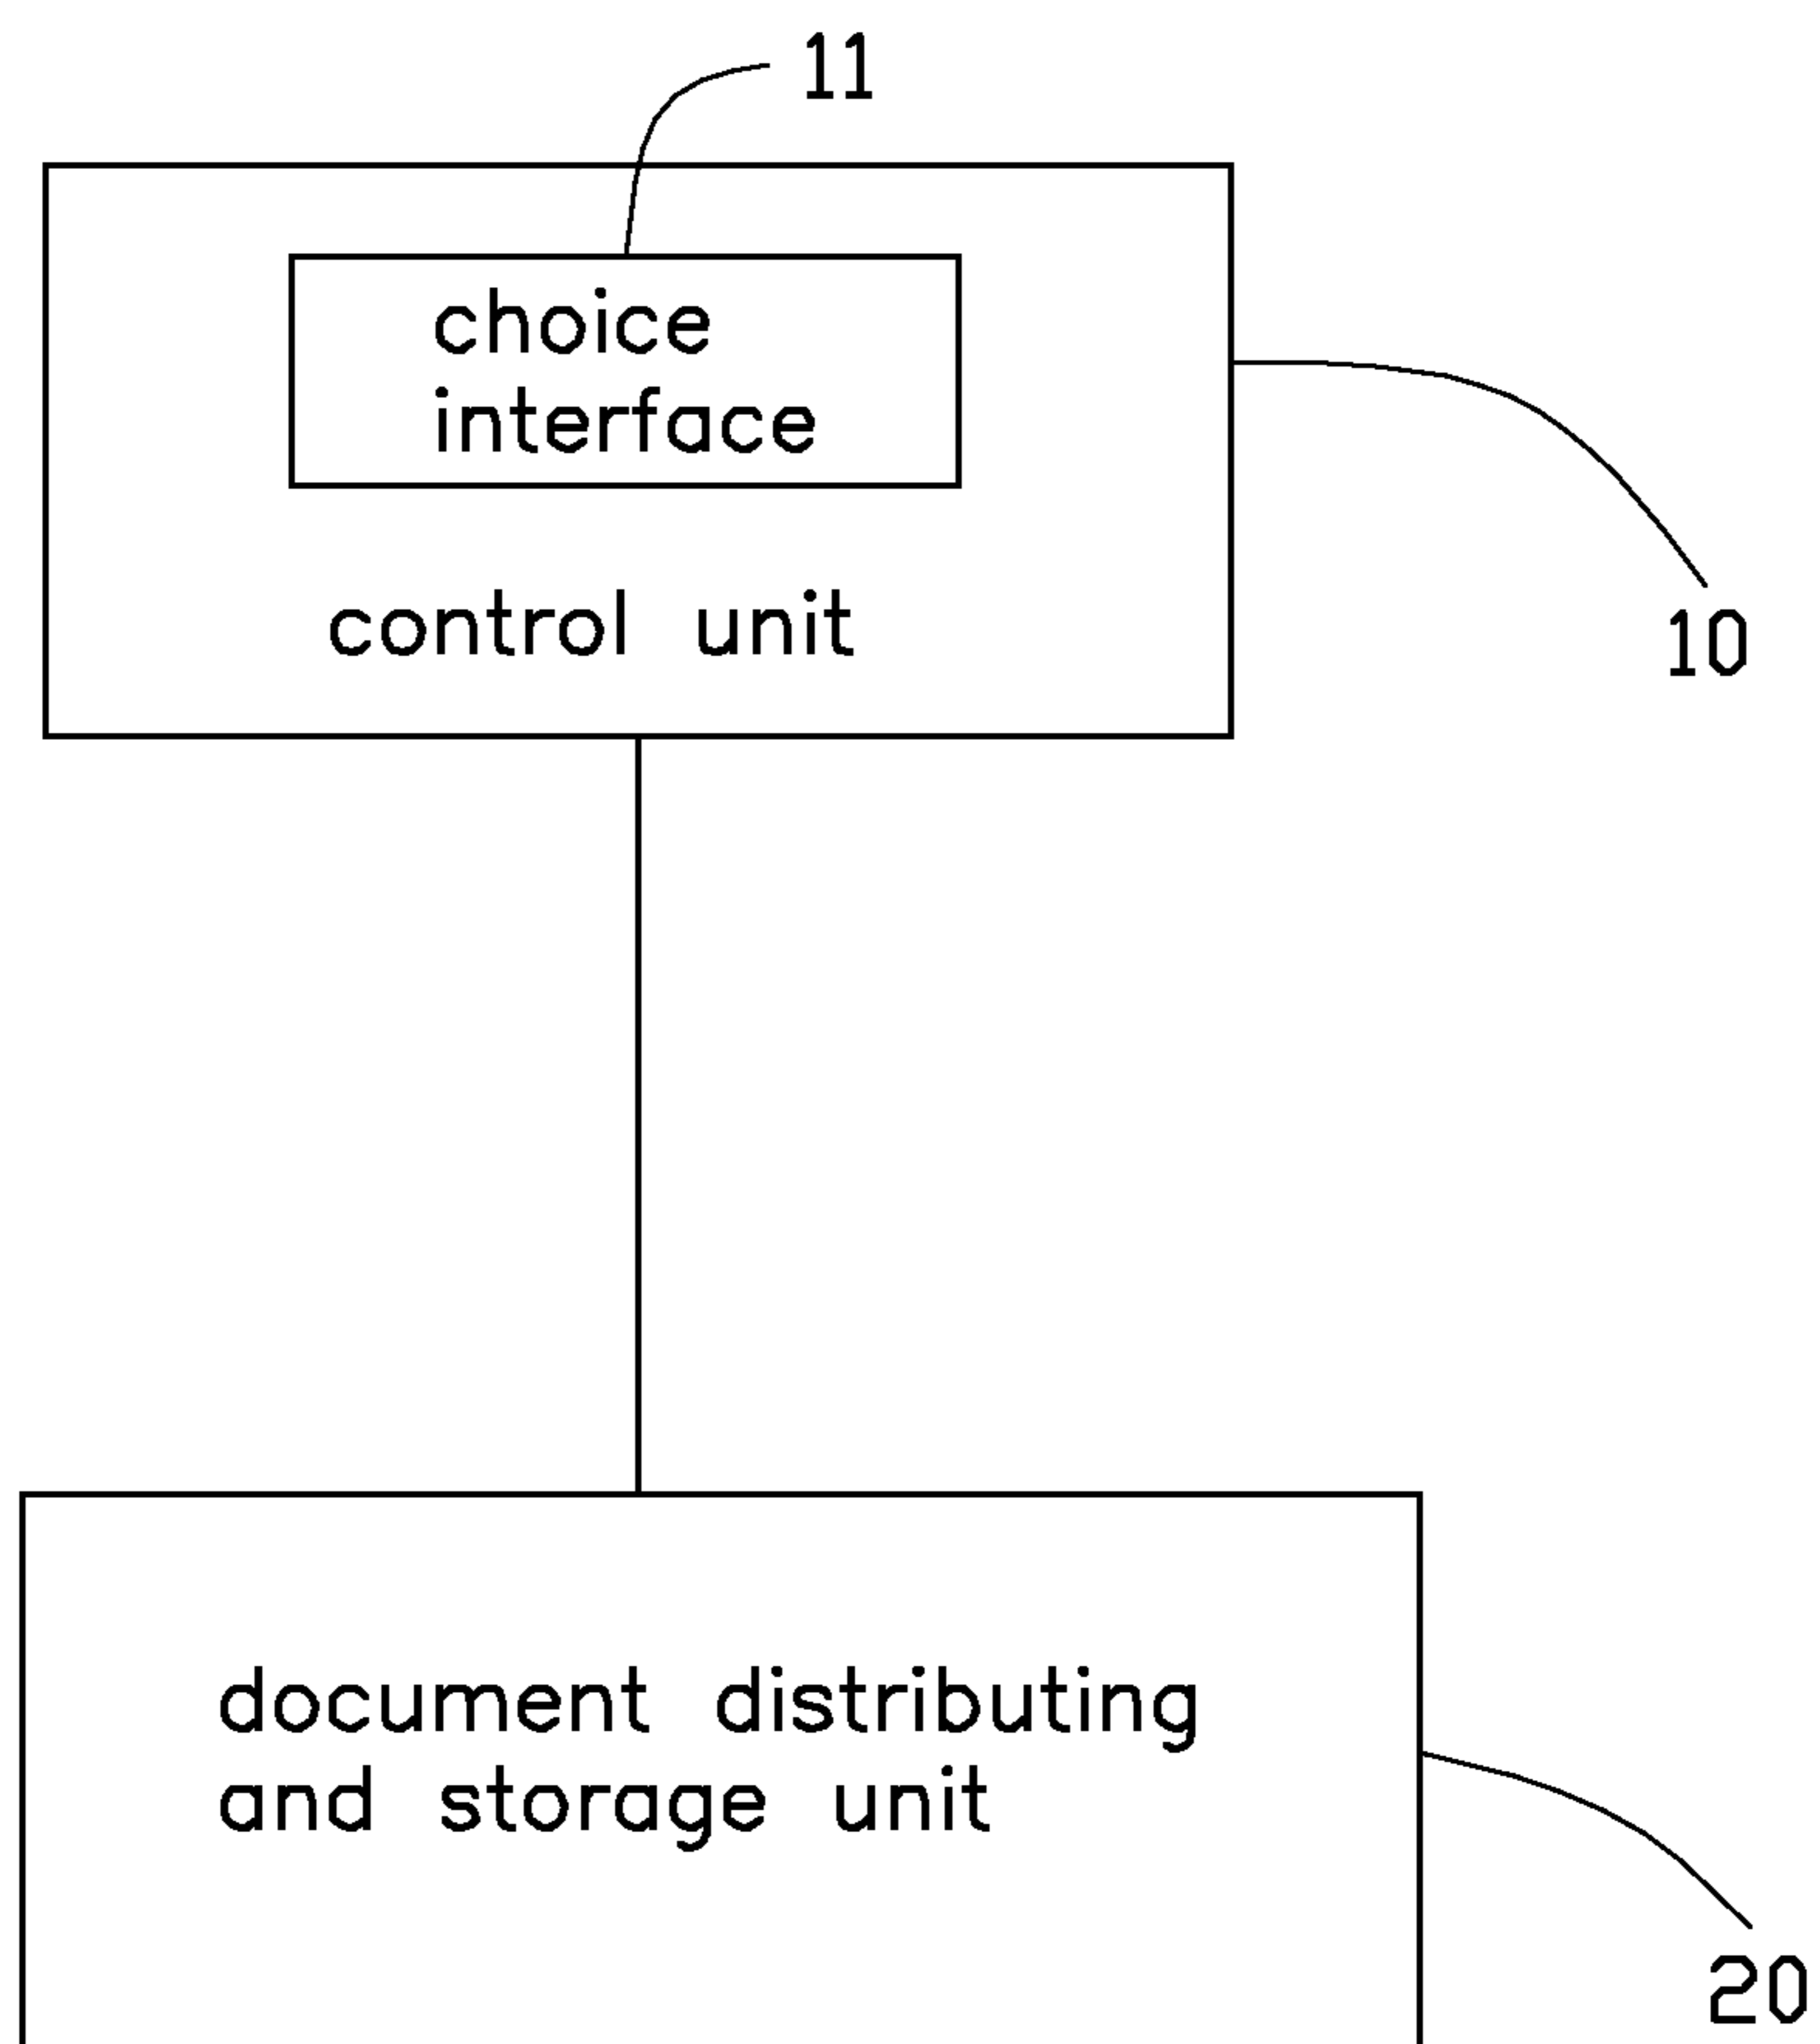 11
choice
interface
control unit
10
document distributing
and storage unit
20